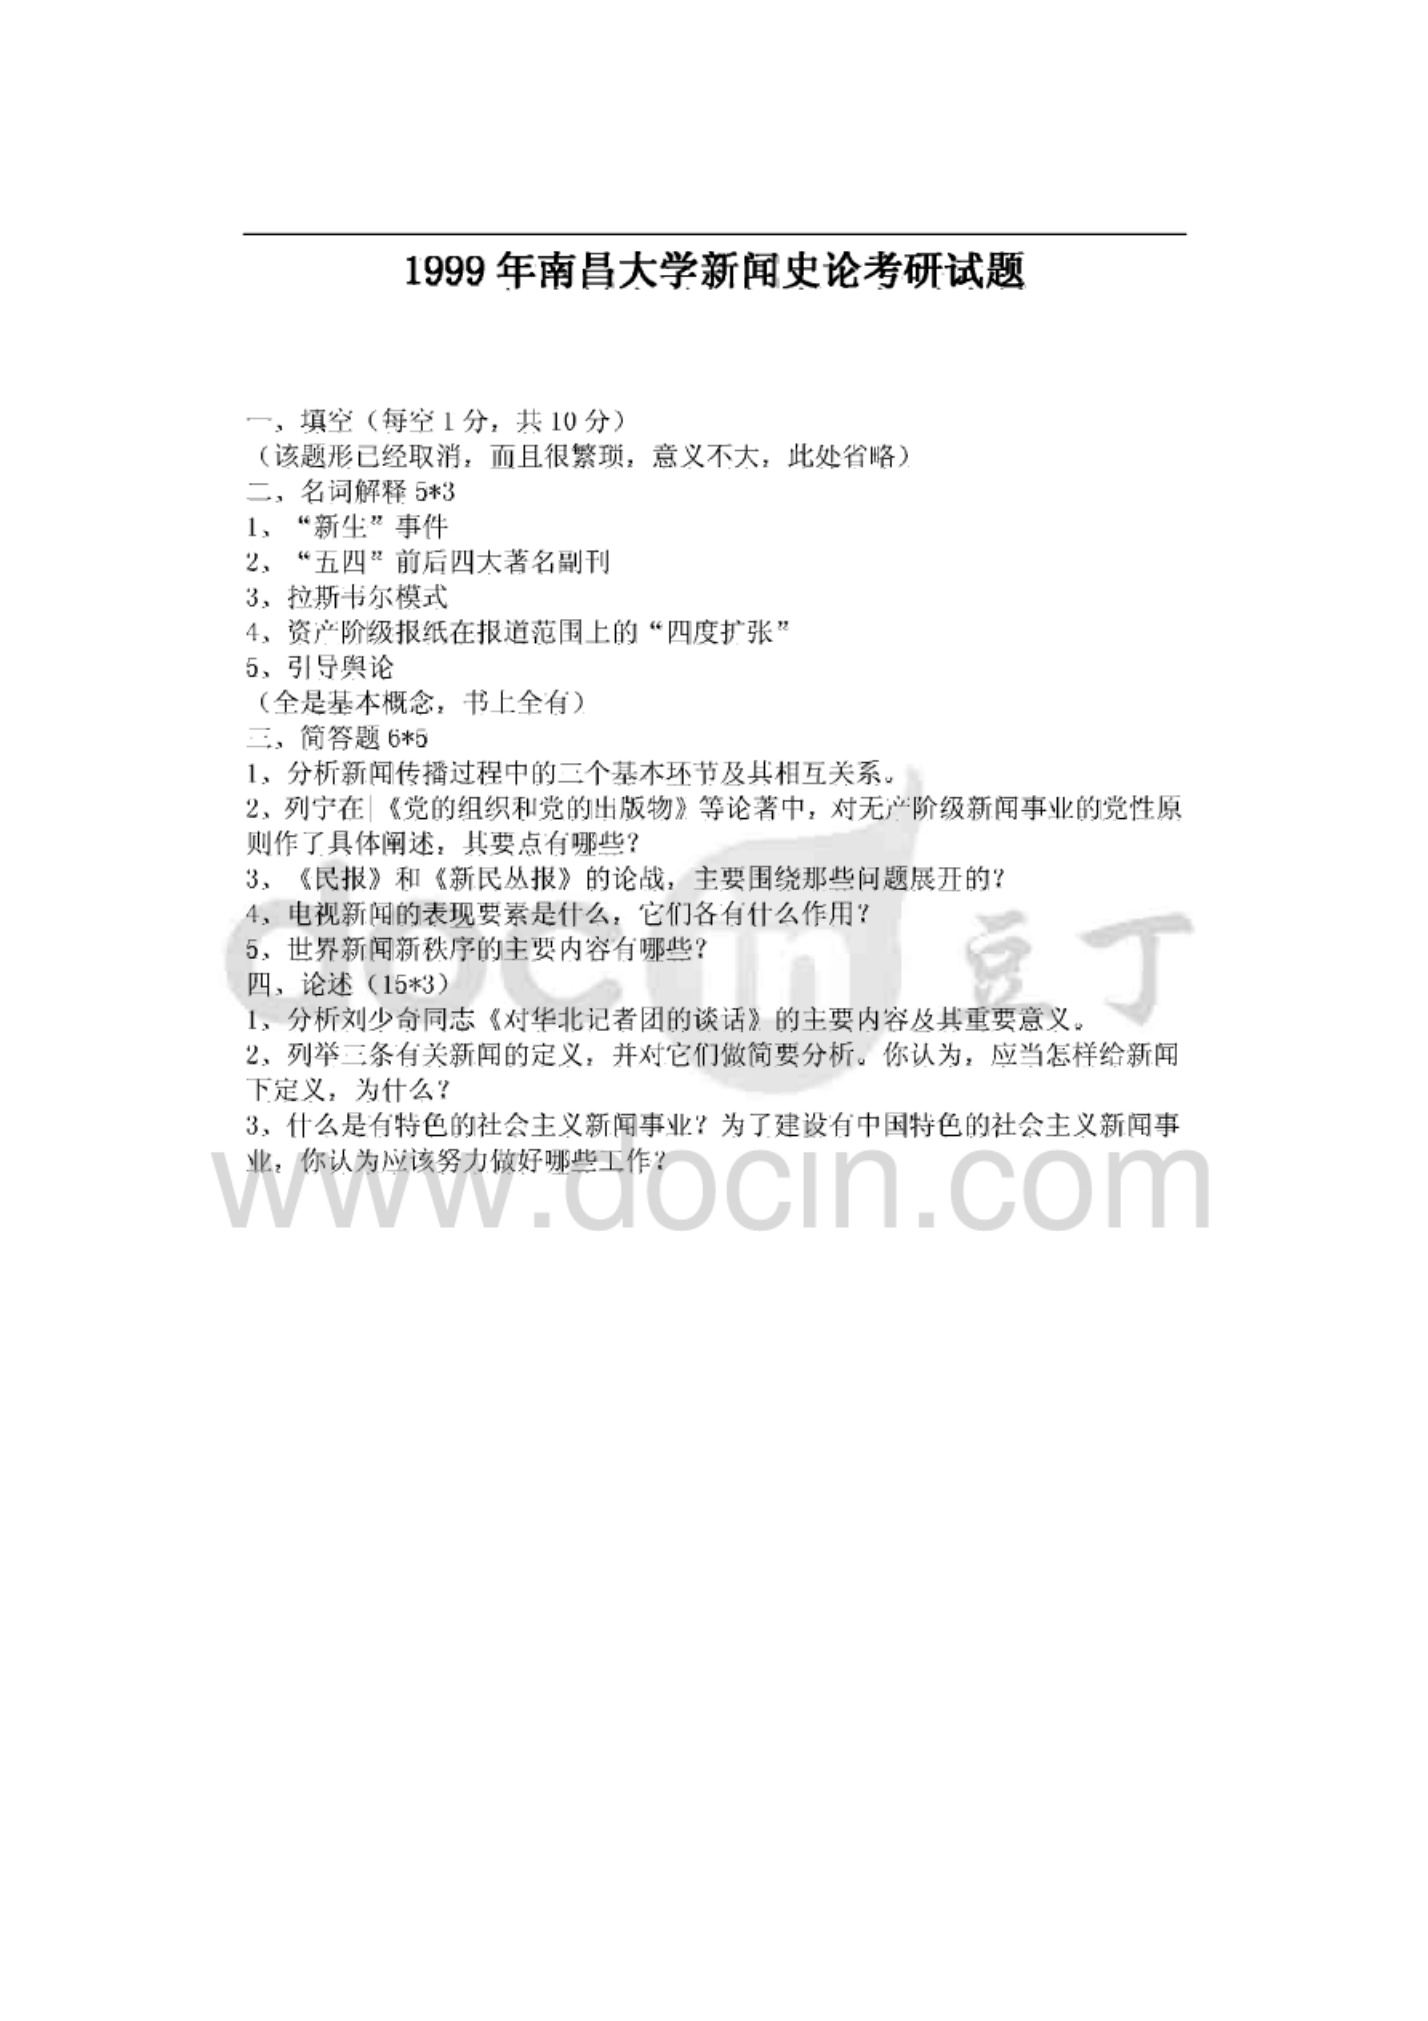 1999年南昌大学新闻史论考研试题
一，填空（每空1分，共10分）
（该题形已经取消，而且很繁琐，意义不大，此处省略）
二，名词解释5*3
1、“新生”事件
2、“五四”前后四大著名副刊
3、拉斯韦尔模式
4、资产阶级报纸在报道范围上的“四度扩张”
5、引导舆论
（全是基本概念，书上全有）
三，简答题6*5
1、分析新闻传播过程中的三个基本环节及其相互关系。
2，列宁在|《党的组织和党的出版物》等论著中，对无产阶级新闻事业的党性原
则作了具体阐述，其要点有哪些？
3、《民报》和《新民丛报》的论战，主要围绕那些问题展开的？
4、电视新闻的表现要素是什么，它们各有什么作用？
5、世界新闻新秩序的主要内容有哪些？
四、论述（15*3）
1、分析刘少奇同志《对华北记者团的谈话》的主要内容及其重要意义。
2、列举三条有关新闻的定义，并对它们做简要分析。你认为，应当怎样给新闻
下定义，为什么？
3、什么是有特色的社会主义新闻事业？为了建设有中国特色的社会主义新闻事
业，你认为应该努力做好哪些工作？
docin 豆丁
www.docin.com